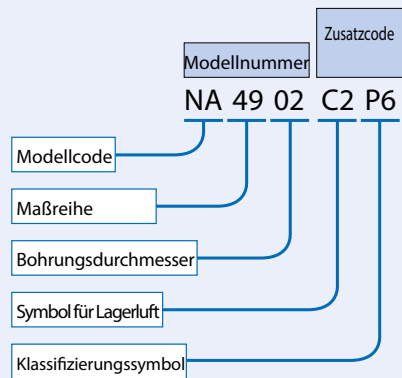 Zusatzcode
Modellnummer
NA 49 02 C2 P6
Modellcode
Maßreihe
Bohrungsdurchmesser
Symbol für Lagerluft
Klassifizierungssymbol